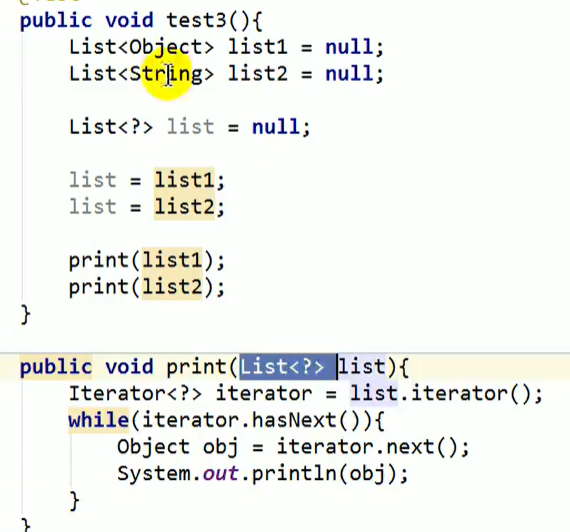 public void test3(){
List<Object> list1 = null;
List<String> list2 = null;
List<?> list = null;
list = list1;
list = list2;
print(list1);
print(list2);
}
public void print(List<?> list){
Iterator<?> iterator = list.iterator();
while(iterator.hasNext()){
Object obj = iterator.next();
System.out.println(obj);
}
}